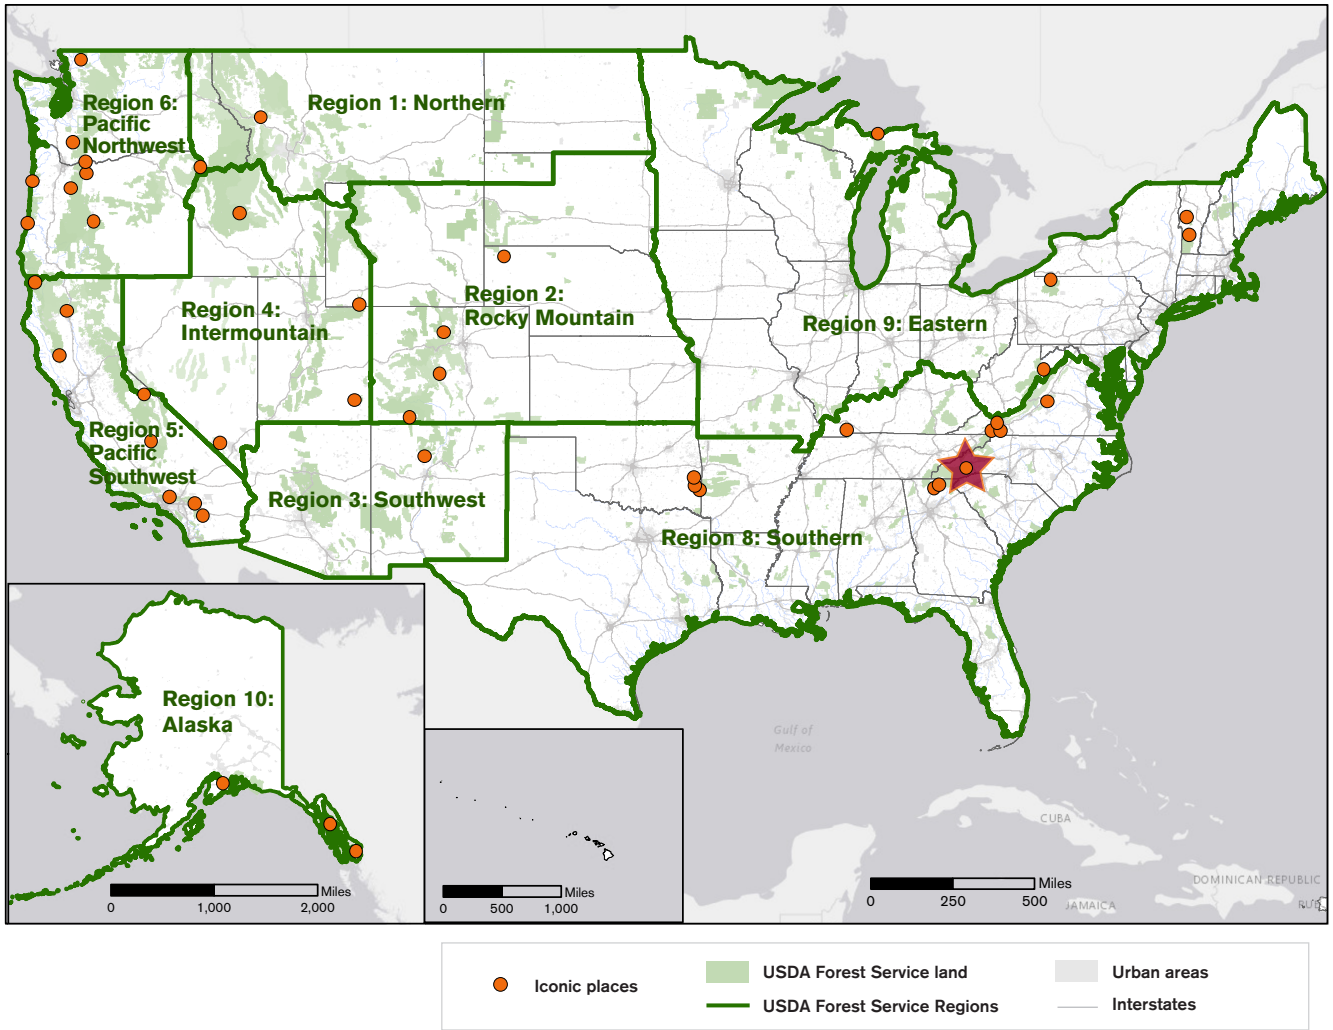 Region 6:
Pacific
Northwest
Region 1: Northern
Region 4:
Intermountain
Region 2:
Rocky Mountain
Region 9: Eastern
Region 5:
Pacific
Southwest
Region 3: Southwest
Region 8: Southern
Region 10:
Alaska
Gulf of
Mexico
CUBA
DOMINICAN REPUBLIC
JAMAICA
Miles
0 1,000 2,000
Miles
0 500 1,000
Miles
0 250 500
Iconic places
USDA Forest Service land
USDA Forest Service Regions
Urban areas
Interstates